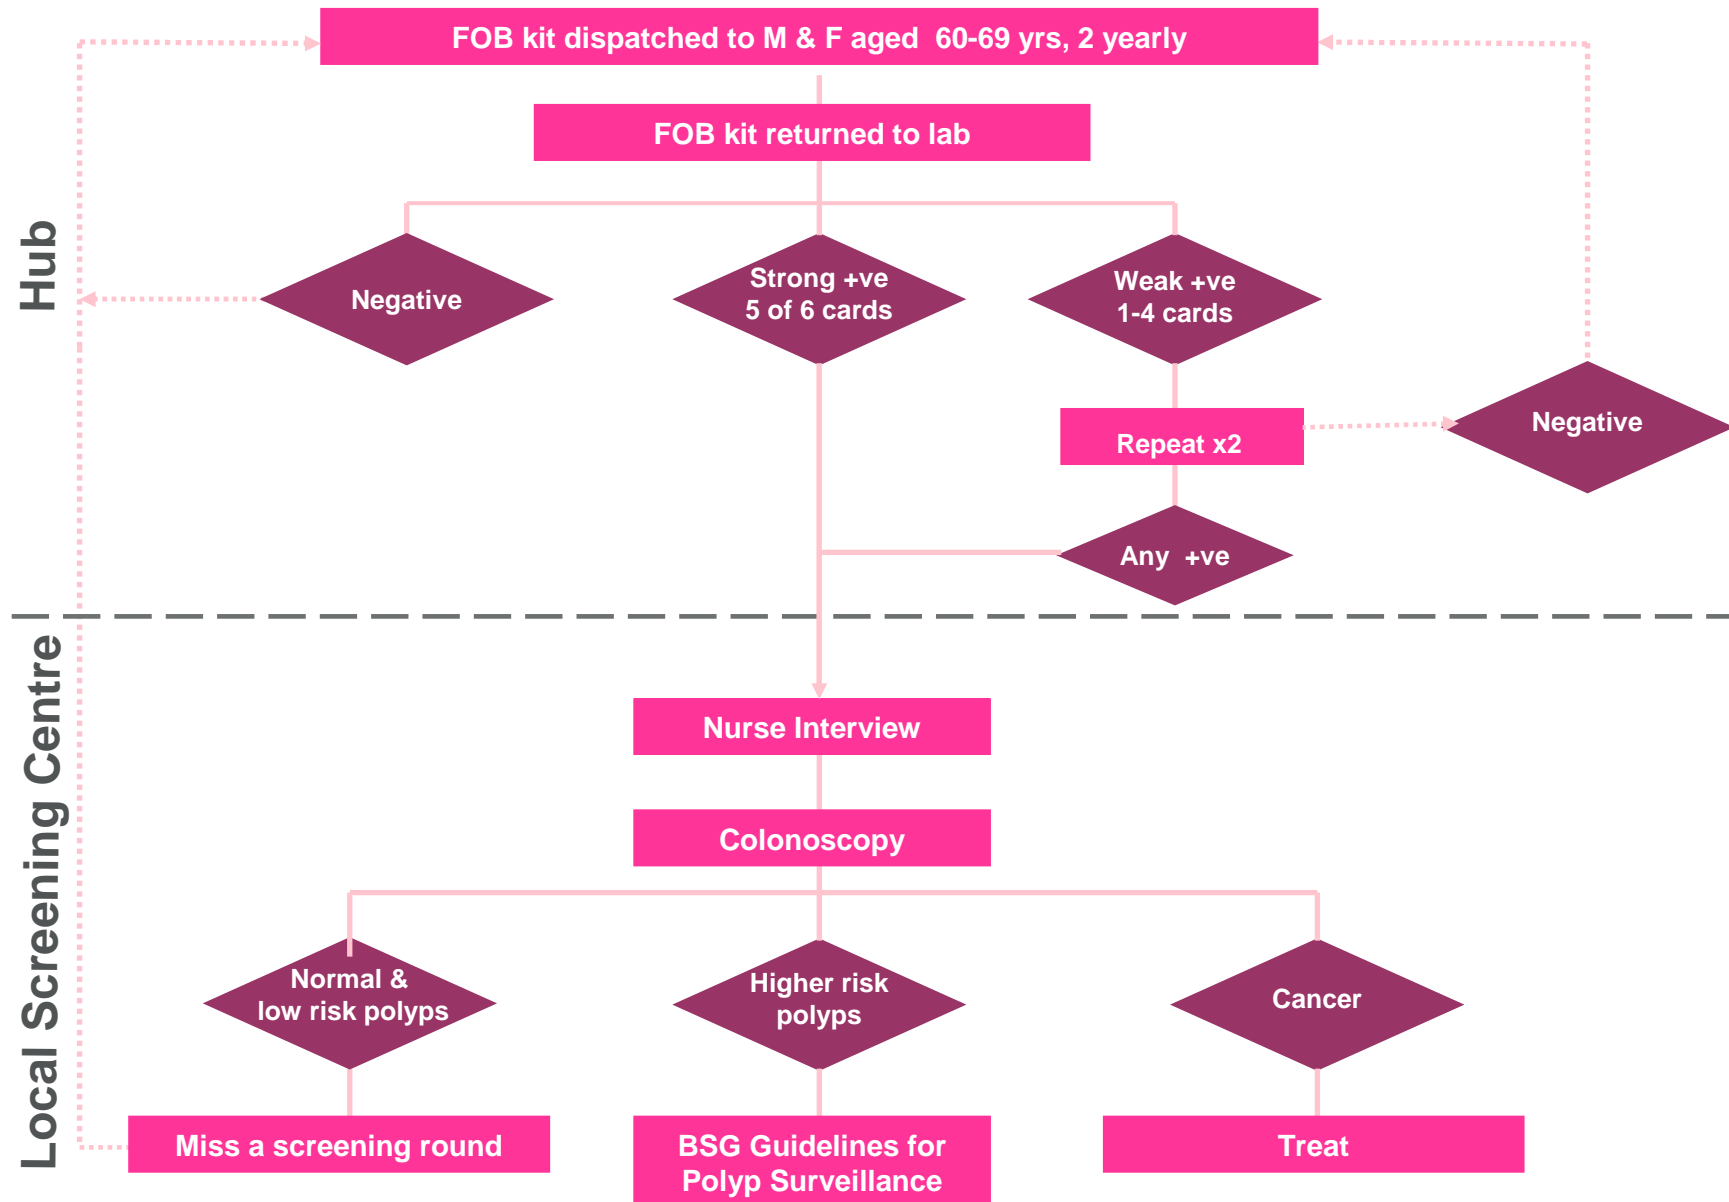 FOB kit dispatched to M & F aged 60-69 yrs, 2 yearly
FOB kit returned to lab
Hub
Negative
Strong +ve
5 of 6 cards
Weak +ve
1-4 cards
Repeat x2
Negative
Any +ve
Local Screening Centre
Nurse Interview
Colonoscopy
Normal &
low risk polyps
Higher risk
polyps
Cancer
Miss a screening round
BSG Guidelines for
Polyp Surveillance
Treat